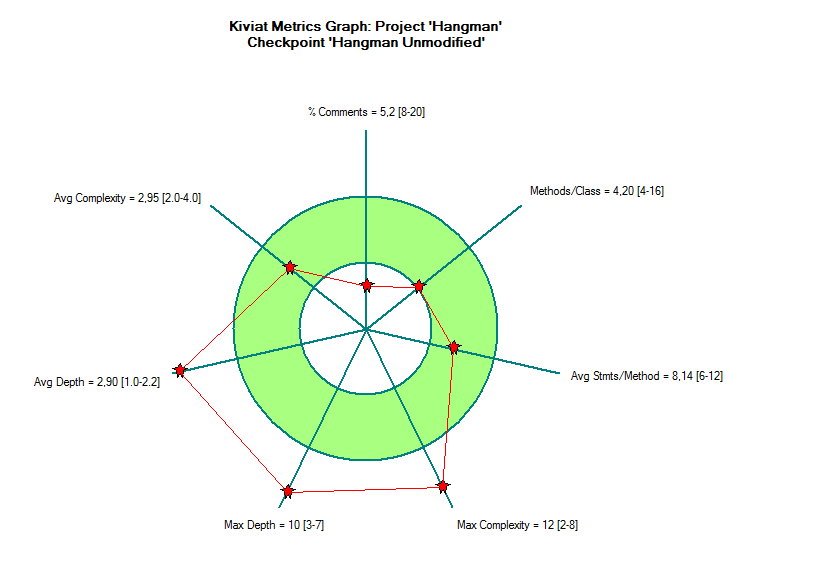 Kiviat Metrics Graph: Project 'Hangman'
Checkpoint 'Hangman Unmodified'
% Comments = 5,2 [8-20]
Methods/Class = 4,20 [4-16]
Avg Complexity = 2,95 [2.0-4.0]
Avg Stmts/Method = 8,14 [6-12]
Avg Depth = 2,90 [1.0-2.2]
Max Depth = 10 [3-7]
Max Complexity = 12 [2-8]